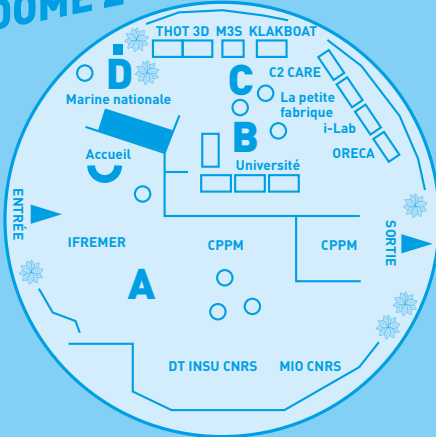 DOME 2
THOT 3D M3S KLAKBOAT
D
C
C2 CARE
Marine nationale
La petite
fabrique
B
i-Lab
Accueil
ORECA
Université
ENTRÉE
IFREMER
CPPM
CPPM
SORTIE
A
DT INSU CNRS
MIO CNRS